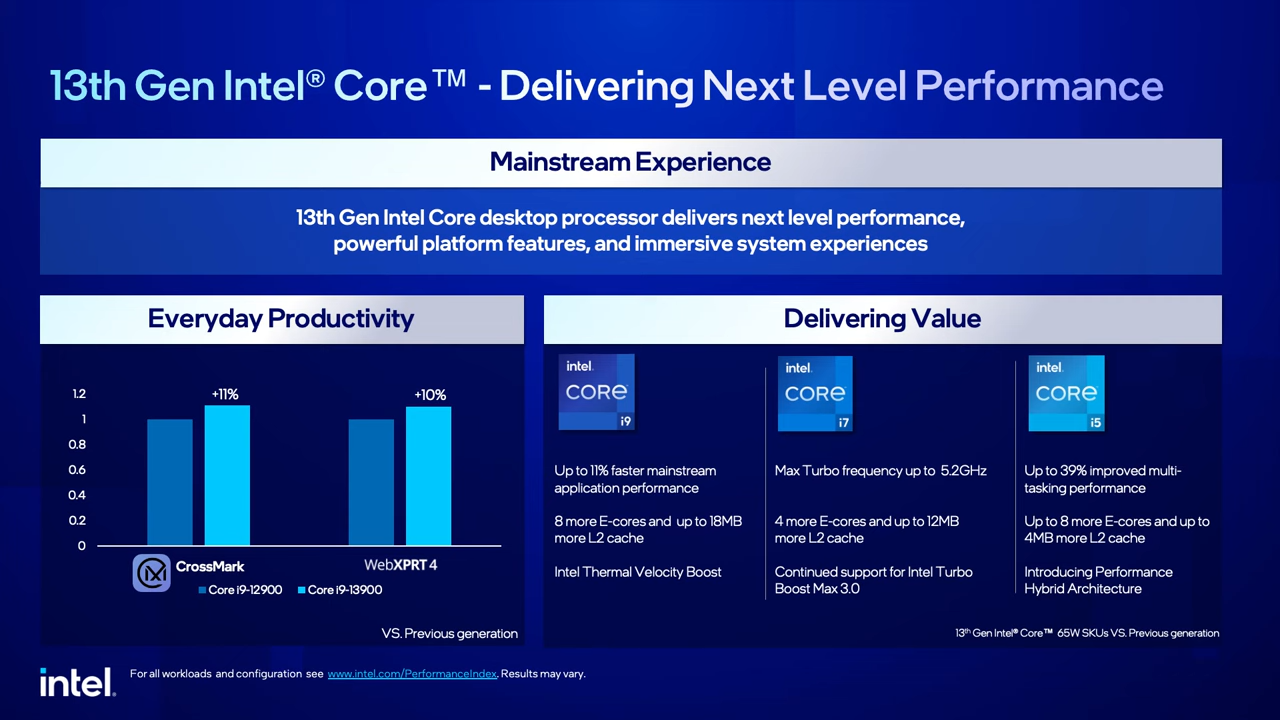 13th Gen Intel® Core™ - Delivering Next Level Performance
Mainstream Experience
13th Gen Intel Core desktop processor delivers next level performance,
powerful platform features, and immersive system experiences
Everyday Productivity
1.2
1
0.8
0.6
0.4
0.2
0
+11%
+10%
CrossMark
WebXPRT 4
Core i9-12900
Core i9-13900
VS. Previous generation
Delivering Value
intel.
CORE
i9
Up to 11% faster mainstream
application performance
8 more E-cores and up to 18MB
more L2 cache
Intel Thermal Velocity Boost
intel.
CORE
i7
Max Turbo frequency up to 5.2GHz
4 more E-cores and up to 12MB
more L2 cache
Continued support for Intel Turbo
Boost Max 3.0
intel.
CORE
i5
Up to 39% improved multi-
tasking performance
Up to 8 more E-cores and up to
4MB more L2 cache
Introducing Performance
Hybrid Architecture
13th Gen Intel® Core™ 65W SKUs VS. Previous generation
intel.
For all workloads and configuration see www.intel.com/PerformanceIndex. Results may vary.